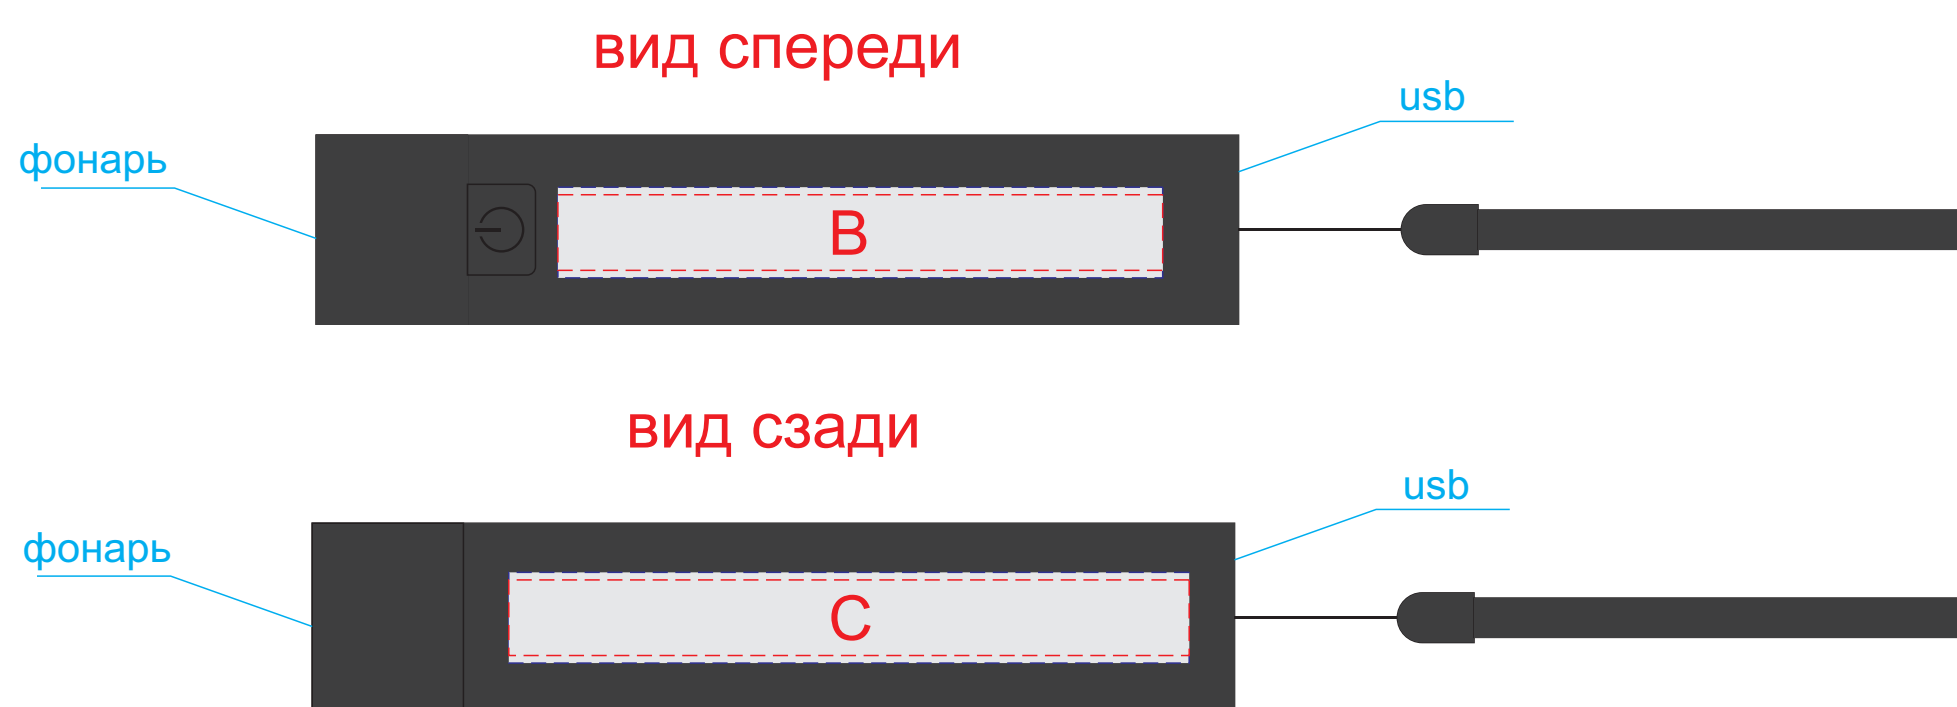 вид спереди
usb
фонарь
B
вид сзади
usb
фонарь
C